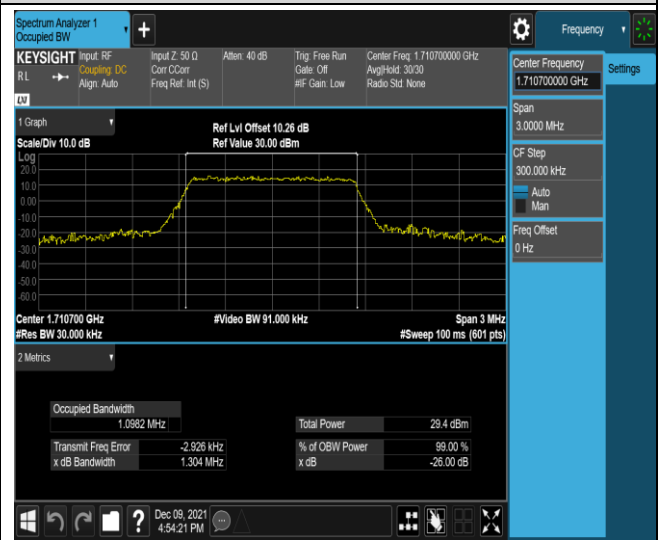 Spectrum Analyzer 1
Occupied BW
+
Frequency
KEYSIGHT Input: RF Input Z: 50 Ω Atten: 40 dB Trig: Free Run Center Freq: 1.710700000 GHz
RL Coupling: DC Corr CCorr Gate: Off Avg|Hold: 30/30
Align: Auto Freq Ref: Int (S) #IF Gain: Low Radio Std: None
LXI
Center Frequency
1.710700000 GHz
Settings
Span
3.0000 MHz
CF Step
300.000 kHz
Auto
Man
Freq Offset
0 Hz
1 Graph
Ref Lvl Offset 10.26 dB
Scale/Div 10.0 dB Ref Value 30.00 dBm
Log
20.0
10.0
0.00
-10.0
-20.0
-30.0
-40.0
-50.0
-60.0
Center 1.710700 GHz #Video BW 91.000 kHz Span 3 MHz
#Res BW 30.000 kHz #Sweep 100 ms (601 pts)
2 Metrics
Occupied Bandwidth
1.0982 MHz
Total Power 29.4 dBm
Transmit Freq Error -2.926 kHz % of OBW Power 99.00 %
x dB Bandwidth 1.304 MHz x dB -26.00 dB
? Dec 09, 2021
4:54:21 PM